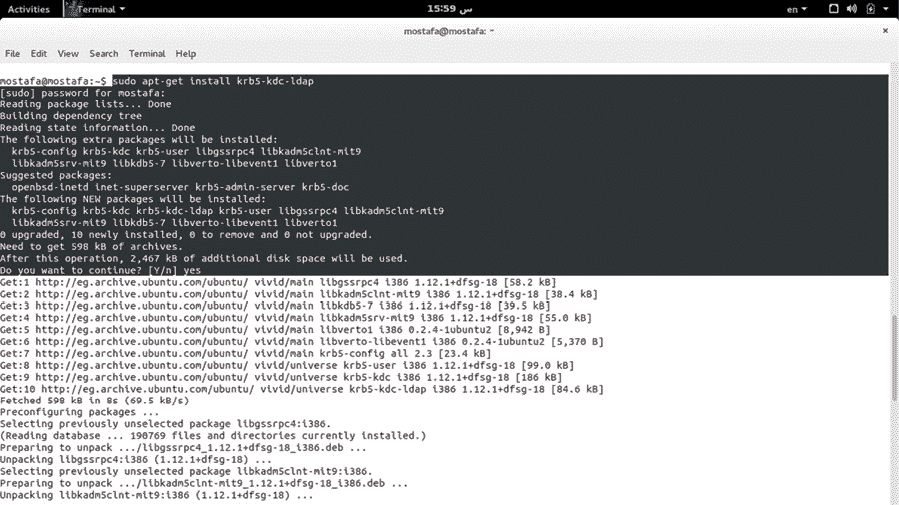 Activities Terminal 15:59 س en
mostafa@mostafa: ~
File Edit View Search Terminal Help
mostafa@mostafa:~$ sudo apt-get install krb5-kdc-ldap
[sudo] password for mostafa:
Reading package lists... Done
Building dependency tree
Reading state information... Done
The following extra packages will be installed:
krb5-config krb5-kdc krb5-user libgssrpc4 libkadm5clnt-mit9
libkadm5srv-mit9 libkdb5-7 libverto-libevent1 libverto1
Suggested packages:
openbsd-inetd inet-superserver krb5-admin-server krb5-doc
The following NEW packages will be installed:
krb5-config krb5-kdc krb5-kdc-ldap krb5-user libgssrpc4 libkadm5clnt-mit9
libkadm5srv-mit9 libkdb5-7 libverto-libevent1 libverto1
0 upgraded, 10 newly installed, 0 to remove and 0 not upgraded.
Need to get 598 kB of archives.
After this operation, 2,467 kB of additional disk space will be used.
Do you want to continue? [Y/n] yes
Get:1 http://eg.archive.ubuntu.com/ubuntu/ vivid/main libgssrpc4 i386 1.12.1+dfsg-18 [58.2 kB]
Get:2 http://eg.archive.ubuntu.com/ubuntu/ vivid/main libkadm5clnt-mit9 i386 1.12.1+dfsg-18 [38.4 kB]
Get:3 http://eg.archive.ubuntu.com/ubuntu/ vivid/main libkdb5-7 i386 1.12.1+dfsg-18 [39.5 kB]
Get:4 http://eg.archive.ubuntu.com/ubuntu/ vivid/main libkadm5srv-mit9 i386 1.12.1+dfsg-18 [55.0 kB]
Get:5 http://eg.archive.ubuntu.com/ubuntu/ vivid/main libverto1 i386 0.2.4-1ubuntu2 [8,942 B]
Get:6 http://eg.archive.ubuntu.com/ubuntu/ vivid/main libverto-libevent1 i386 0.2.4-1ubuntu2 [5,370 B]
Get:7 http://eg.archive.ubuntu.com/ubuntu/ vivid/main krb5-config all 2.3 [23.4 kB]
Get:8 http://eg.archive.ubuntu.com/ubuntu/ vivid/universe krb5-user i386 1.12.1+dfsg-18 [99.0 kB]
Get:9 http://eg.archive.ubuntu.com/ubuntu/ vivid/universe krb5-kdc i386 1.12.1+dfsg-18 [186 kB]
Get:10 http://eg.archive.ubuntu.com/ubuntu/ vivid/universe krb5-kdc-ldap i386 1.12.1+dfsg-18 [84.6 kB]
Fetched 598 kB in 8s (69.5 kB/s)
Preconfiguring packages ...
Selecting previously unselected package libgssrpc4:i386.
(Reading database ... 190769 files and directories currently installed.)
Preparing to unpack .../libgssrpc4_1.12.1+dfsg-18_i386.deb ...
Unpacking libgssrpc4:i386 (1.12.1+dfsg-18) ...
Selecting previously unselected package libkadm5clnt-mit9:i386.
Preparing to unpack .../libkadm5clnt-mit9_1.12.1+dfsg-18_i386.deb ...
Unpacking libkadm5clnt-mit9:i386 (1.12.1+dfsg-18) ...